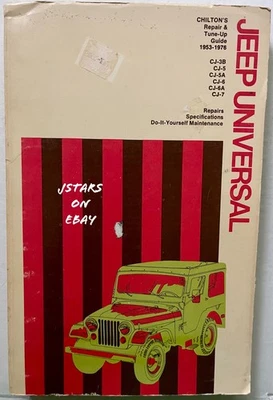 CHILTON'S
Repair &
Tune-Up
Guide
1953-1976
CJ-3B
CJ-5
CJ-5A
CJ-6
CJ-6A
CJ-7
Repairs
Specifications
Do-It-Yourself Maintenance
JEEP UNIVERSAL
JSTARS
ON
EBAY